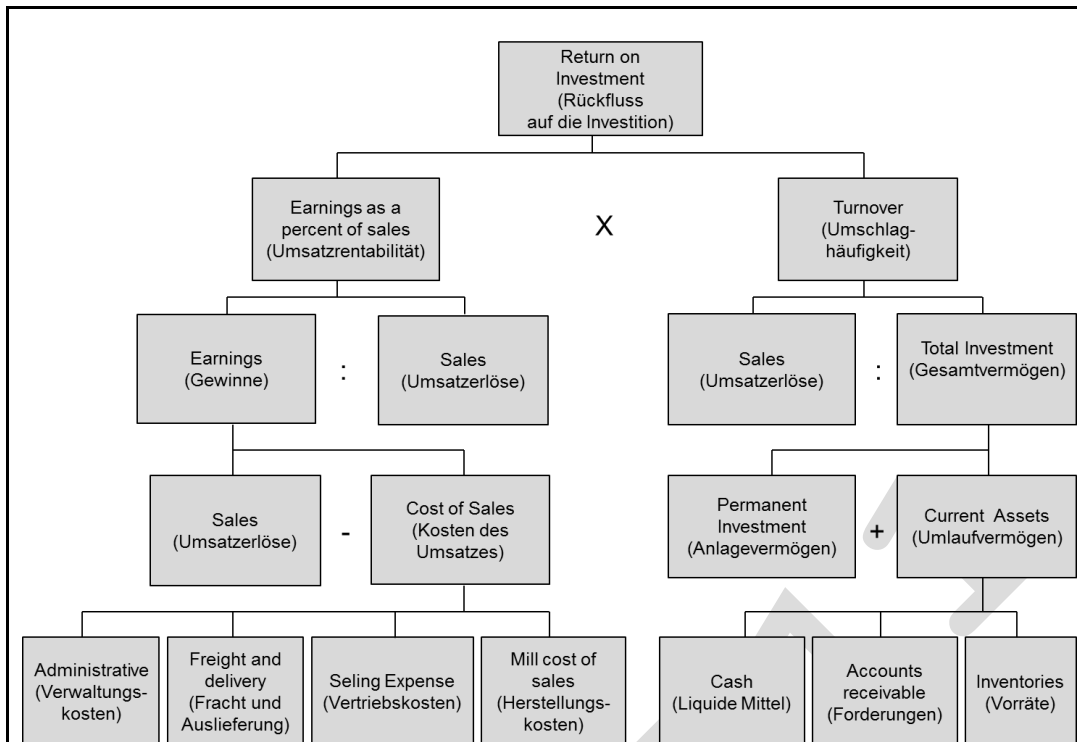 Return on
Investment
(Rückfluss
auf die Investition)
Earnings as a
percent of sales
(Umsatzrentabilität)
X
Turnover
(Umschlag-
häufigkeit)
Earnings
(Gewinne)
:
Sales
(Umsatzerlöse)
Sales
(Umsatzerlöse)
:
Total Investment
(Gesamtvermögen)
Sales
(Umsatzerlöse)
-
Cost of Sales
(Kosten des
Umsatzes)
Permanent
Investment
(Anlagevermögen)
+
Current Assets
(Umlaufvermögen)
Administrative
(Verwaltungs-
kosten)
Freight and
delivery
(Fracht und
Auslieferung)
Seling Expense
(Vertriebskosten)
Mill cost of
sales
(Herstellungs-
kosten)
Cash
(Liquide Mittel)
Accounts
receivable
(Forderungen)
Inventories
(Vorräte)